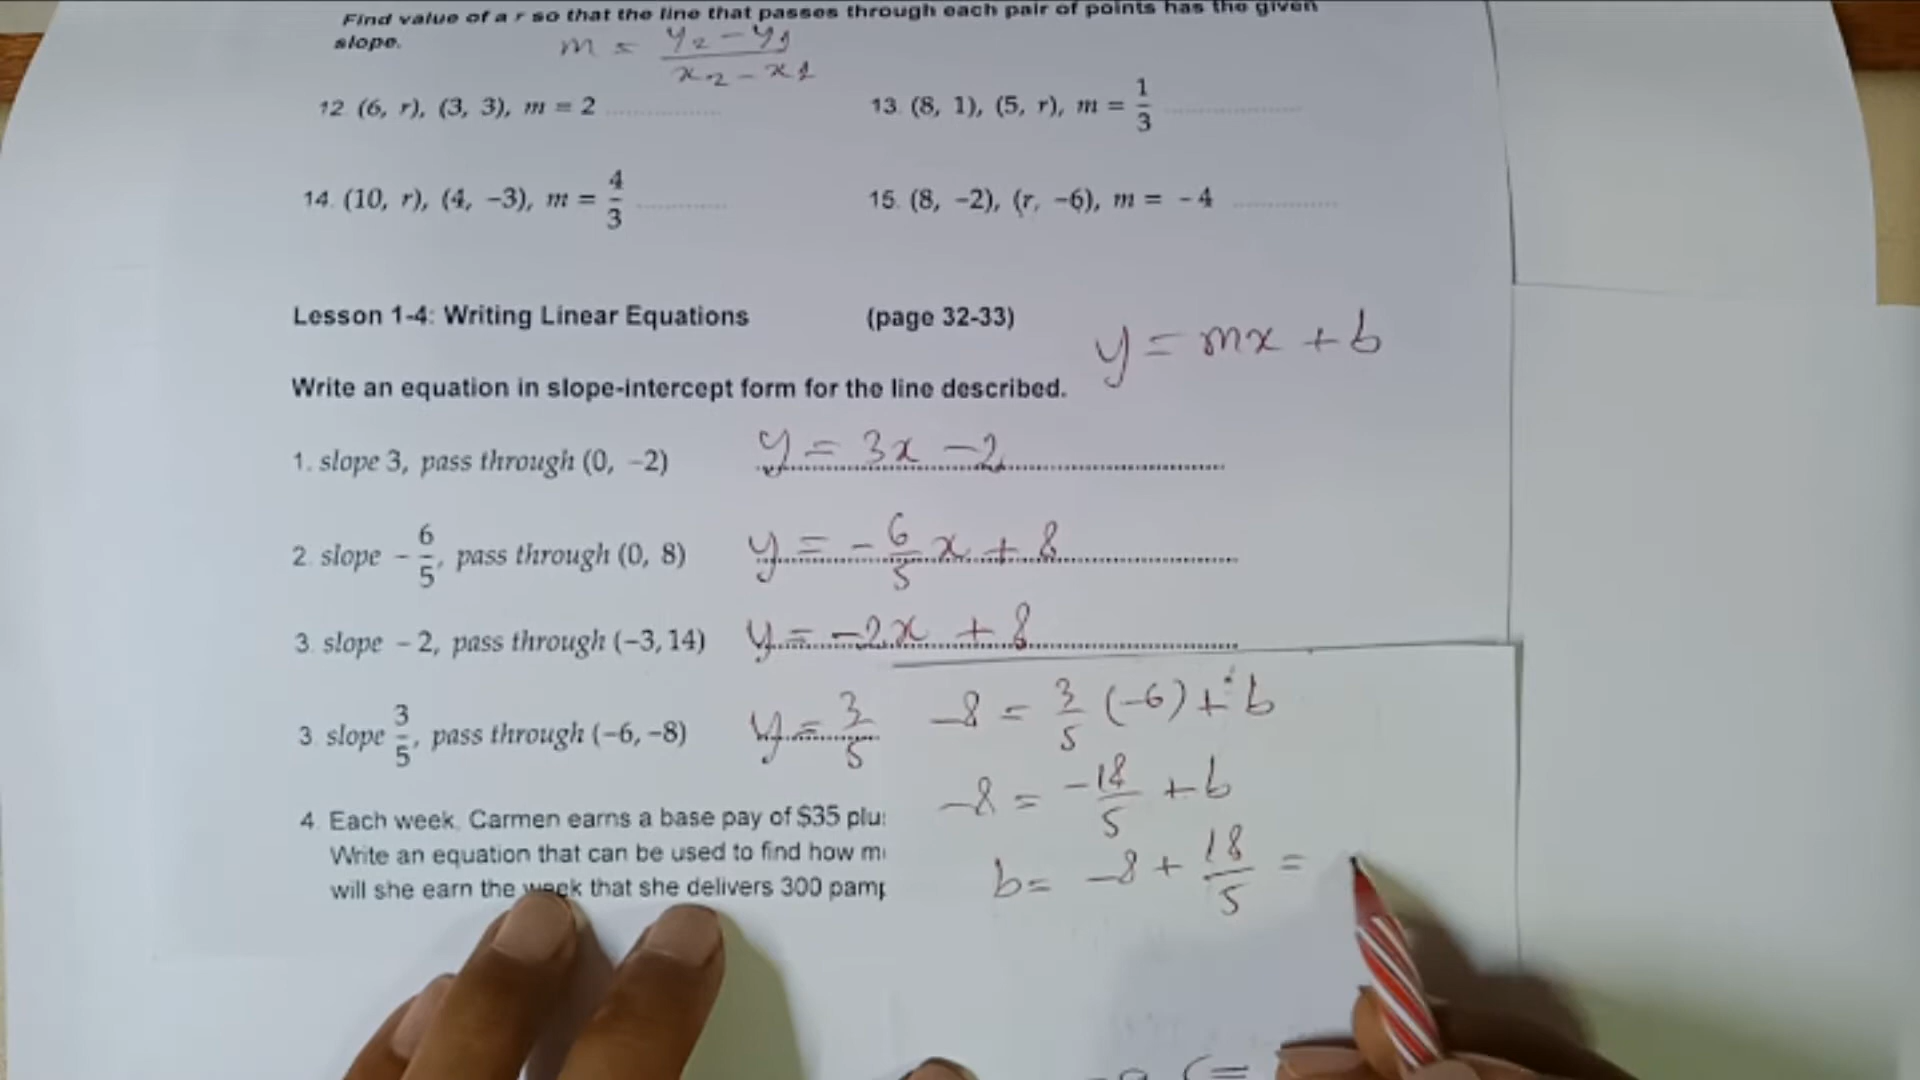 Find value of a r so that the line that passes through each pair of points has the given
slope.
m = y₂ - y₁ / x₂ - x₁
12. (6, r), (3, 3), m = 2
13. (8, 1), (5, r), m = 1/3
14. (10, r), (4, −3), m = 4/3
15. (8, -2), (r, -6), m = - 4
Lesson 1-4: Writing Linear Equations (page 32-33)
y = mx + b
Write an equation in slope-intercept form for the line described.
1. slope 3, pass through (0, −2) y = 3x - 2
2. slope − 6/5, pass through (0, 8) y = - 6/5 x + 8
3. slope − 2, pass through (−3, 14) y = -2x + 8
3. slope 3/5, pass through (−6, −8) y = 3/5
-8 = 3/5 (-6) + b
-8 = -18/5 + b
b = -8 + 18/5 =
4. Each week, Carmen earns a base pay of $35
Write an equation that can be used to find how
will she earn the week that she delivers 300